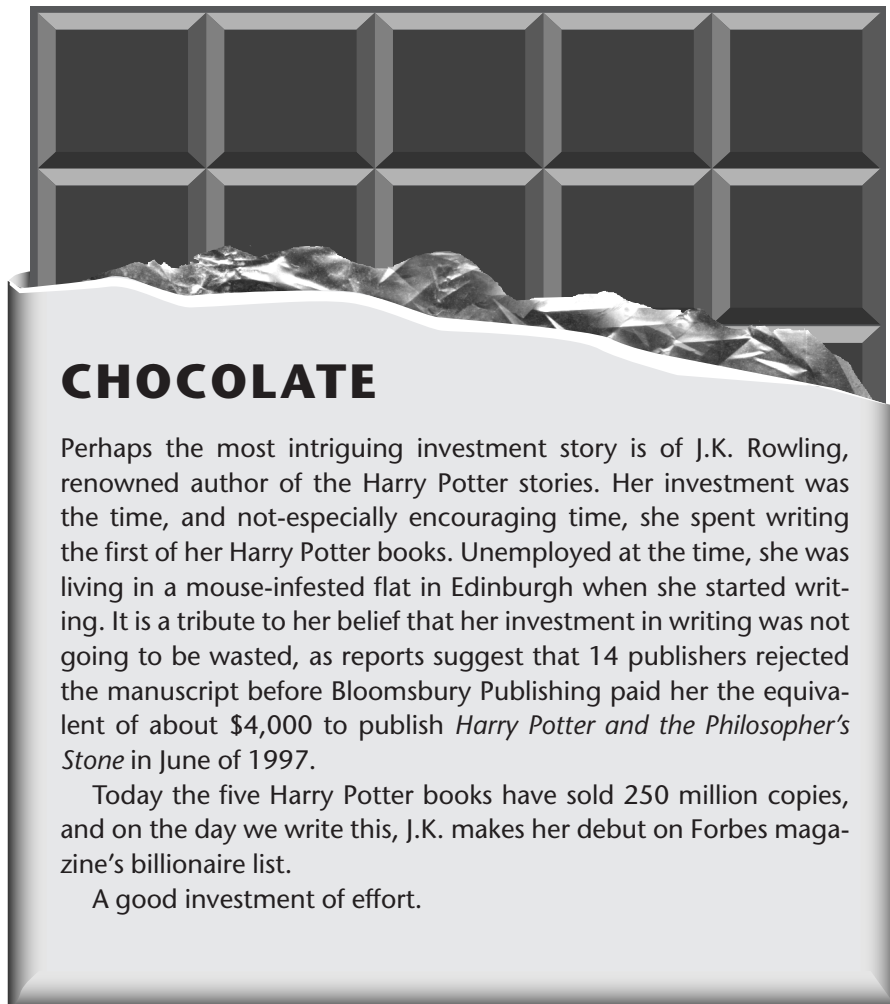 CHOCOLATE
Perhaps the most intriguing investment story is of J.K. Rowling,
renowned author of the Harry Potter stories. Her investment was
the time, and not-especially encouraging time, she spent writing
the first of her Harry Potter books. Unemployed at the time, she was
living in a mouse-infested flat in Edinburgh when she started writ-
ing. It is a tribute to her belief that her investment in writing was not
going to be wasted, as reports suggest that 14 publishers rejected
the manuscript before Bloomsbury Publishing paid her the equiva-
lent of about $4,000 to publish Harry Potter and the Philosopher's
Stone in June of 1997.
Today the five Harry Potter books have sold 250 million copies,
and on the day we write this, J.K. makes her debut on Forbes maga-
zine's billionaire list.
A good investment of effort.